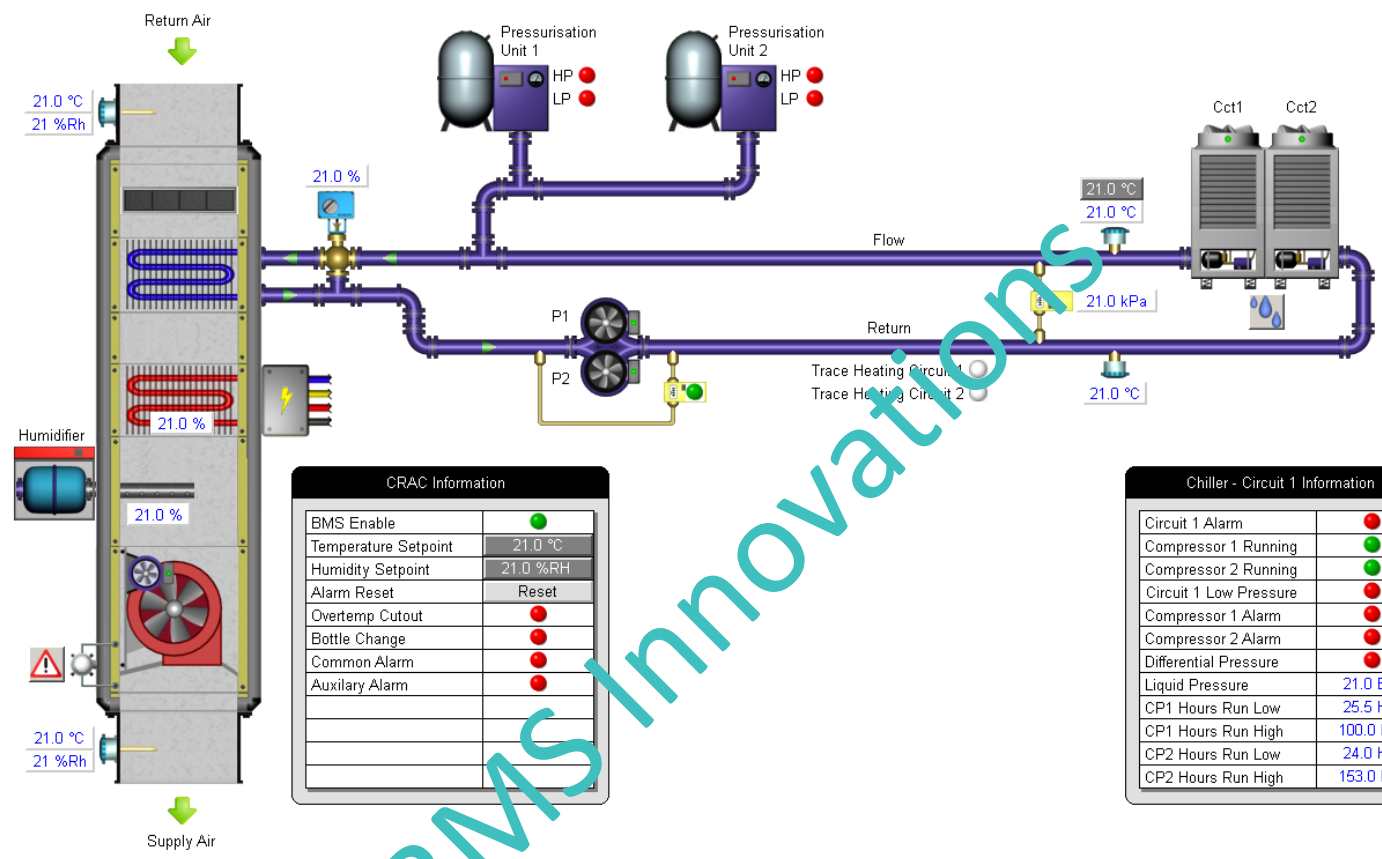 Return Air
21.0 °C
21 %Rh
Pressurisation
Unit 1
HP
LP
Pressurisation
Unit 2
HP
LP
Cct1 Cct2
21.0 %
21.0 °C
21.0 °C
Flow
21.0 kPa
P1
P2
Return
Trace Heating Circuit 1
Trace Heating Circuit 2
21.0 °C
21.0 %
Humidifier
21.0 %
CRAC Information
BMS Enable
Temperature Setpoint 21.0 °C
Humidity Setpoint 21.0 %RH
Alarm Reset Reset
Overtemp Cutout
Bottle Change
Common Alarm
Auxilary Alarm
Chiller - Circuit 1 Information
Circuit 1 Alarm
Compressor 1 Running
Compressor 2 Running
Circuit 1 Low Pressure
Compressor 1 Alarm
Compressor 2 Alarm
Differential Pressure
Liquid Pressure 21.0
CP1 Hours Run Low 25.5
CP1 Hours Run High 100.0
CP2 Hours Run Low 24.0
CP2 Hours Run High 153.0
21.0 °C
21 %Rh
Supply Air
BMS Innovations